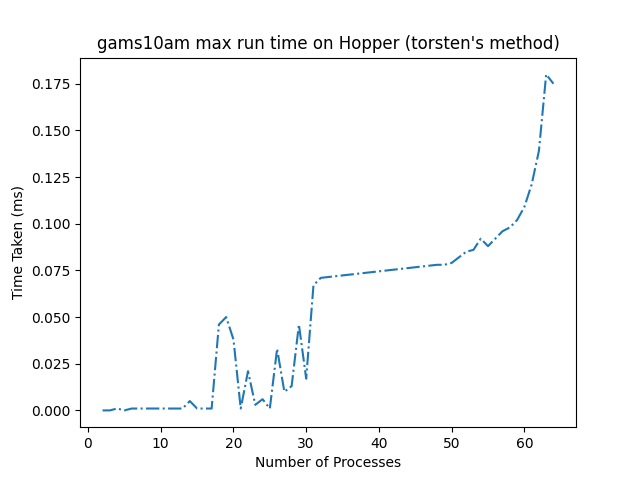 gams10am max run time on Hopper (torsten's method)
0.175
0.150
0.125
0.100
0.075
0.050
0.025
0.000
Time Taken (ms)
0 10 20 30 40 50 60
Number of Processes